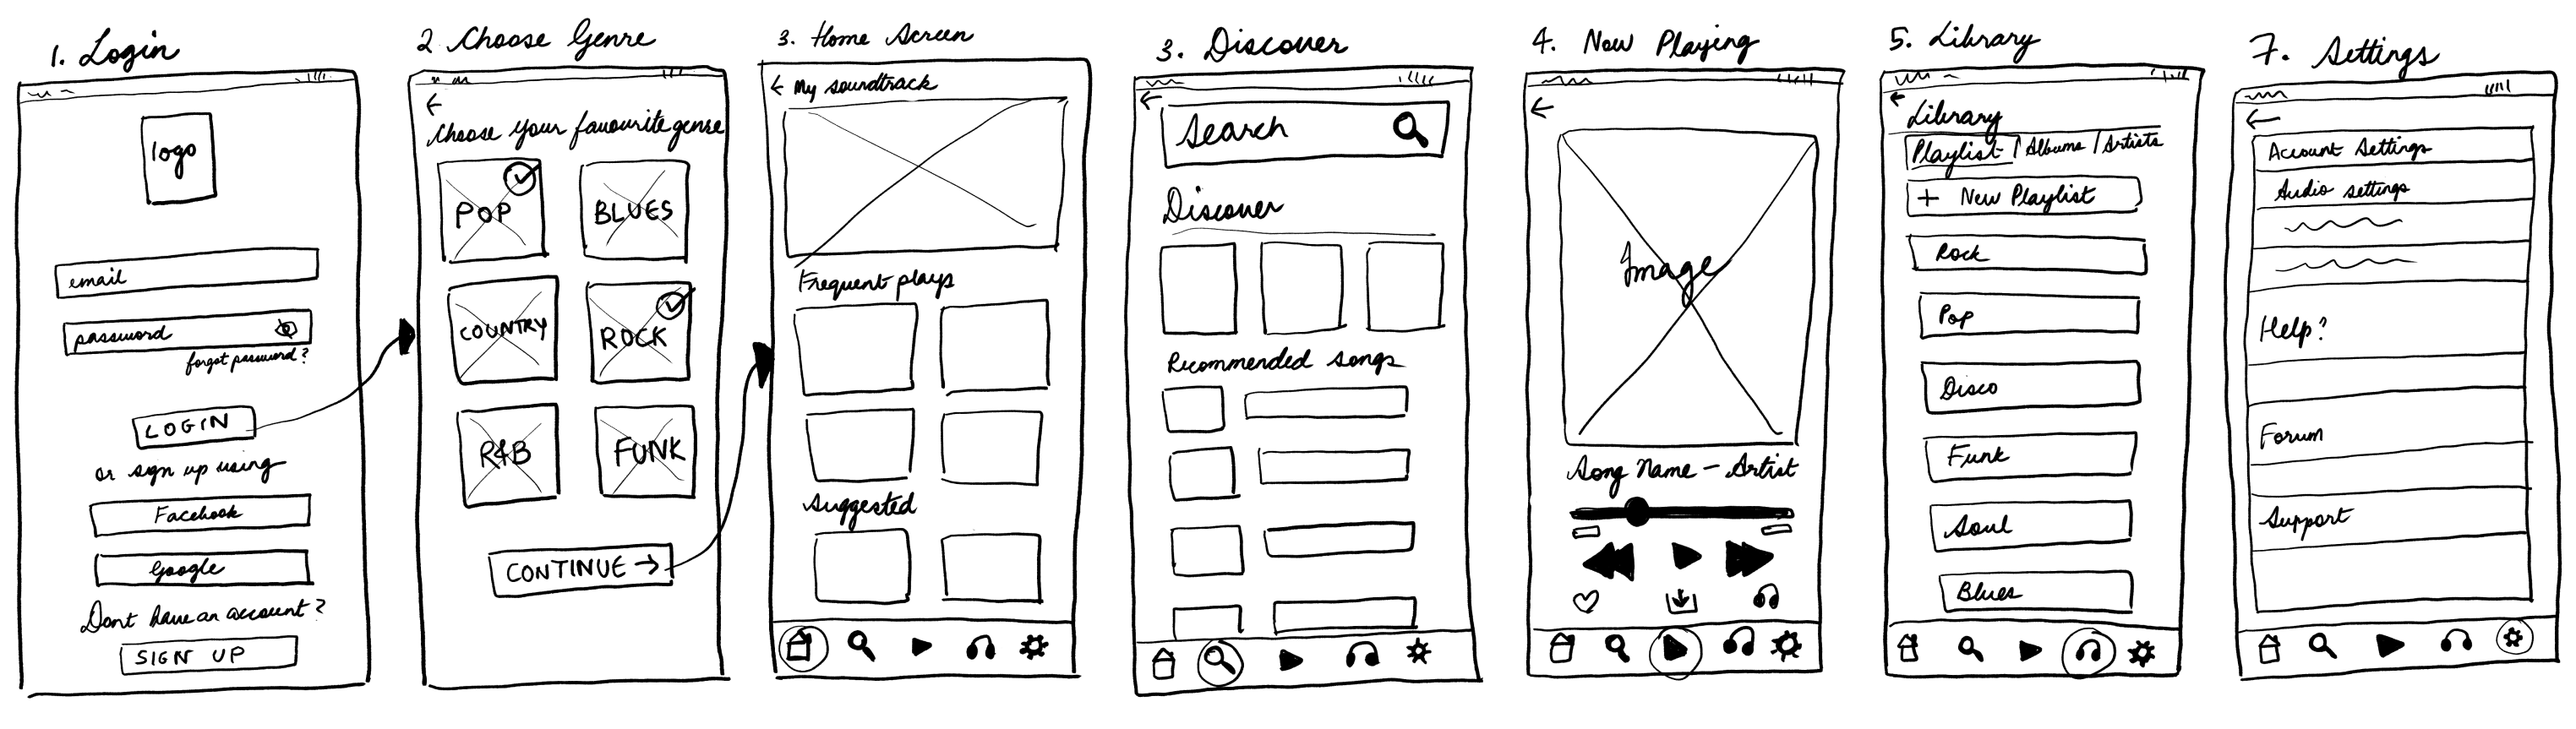 1. Login
logo
email
password
forgot password?
LOGIN
or sign up using
Facebook
Google
Dont have an account?
SIGN UP
2 Choose Genre
Choose your favourite genre
POP
BLUES
COUNTRY
ROCK
R&B
FUNK
CONTINUE →
3. Home Screen
← My soundtrack
Frequent plays
Suggested
3. Discover
Search
Discover
Recommended songs
4. Now Playing
Image
Song Name - Artist
5. Library
Library
Playlist | Albums | Artists
+ New Playlist
Rock
Pop
Disco
Funk
Soul
Blues
7. Settings
Account Settings
Audio settings
Help?
Forum
Support